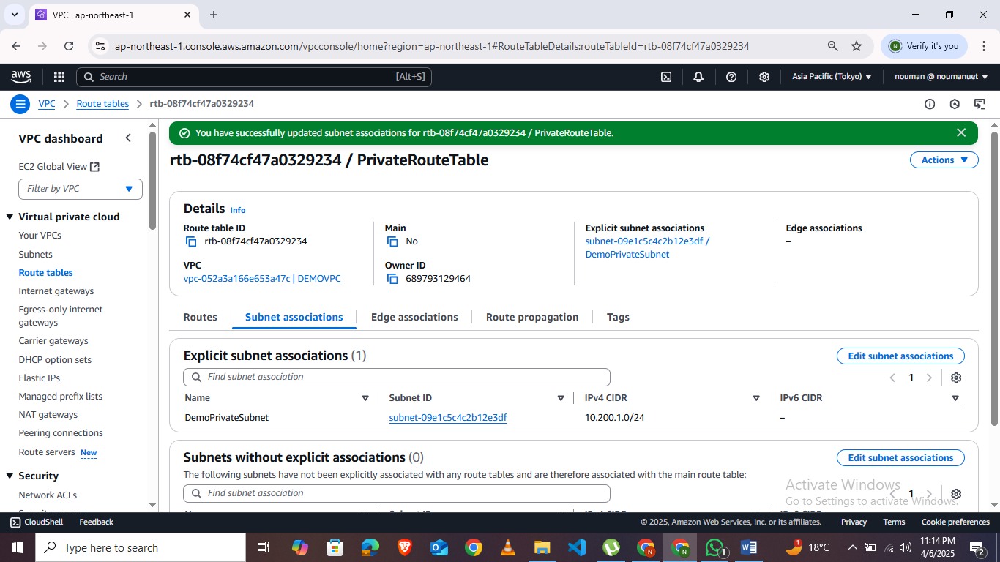 VPC | ap-northeast-1
ap-northeast-1.console.aws.amazon.com/vpcconsole/home?region=ap-northeast-1#RouteTableDetails:routeTableId=rtb-08f74cf47a0329234
N
Verify it's you
aws
Search
[Alt+S]
Asia Pacific (Tokyo)
nouman @ noumanuet
VPC
Route tables
rtb-08f74cf47a0329234
VPC dashboard
EC2 Global View
Filter by VPC
Virtual private cloud
Your VPCs
Subnets
Route tables
Internet gateways
Egress-only internet
gateways
Carrier gateways
DHCP option sets
Elastic IPs
Managed prefix lists
NAT gateways
Peering connections
Route servers New
Security
Network ACLs
You have successfully updated subnet associations for rtb-08f74cf47a0329234 / PrivateRouteTable.
rtb-08f74cf47a0329234 / PrivateRouteTable
Actions
Details Info
Route table ID
rtb-08f74cf47a0329234
VPC
vpc-052a3a166e653a47c | DEMOVPC
Main
No
Owner ID
689793129464
Explicit subnet associations
subnet-09e1c5c4c2b12e3df /
DemoPrivateSubnet
Edge associations
–
Routes
Subnet associations
Edge associations
Route propagation
Tags
Explicit subnet associations (1)
Edit subnet associations
Find subnet association
1
Name
Subnet ID
IPv4 CIDR
IPv6 CIDR
DemoPrivateSubnet
subnet-09e1c5c4c2b12e3df
10.200.1.0/24
–
Subnets without explicit associations (0)
Edit subnet associations
The following subnets have not been explicitly associated with any route tables and are therefore associated with the main route table:
Find subnet association
1
Activate Windows
Go to Settings to activate Windows.
CloudShell
Feedback
© 2025, Amazon Web Services, Inc. or its affiliates.
Privacy
Terms
Cookie preferences
Type here to search
18°C
11:14 PM
4/6/2025
2